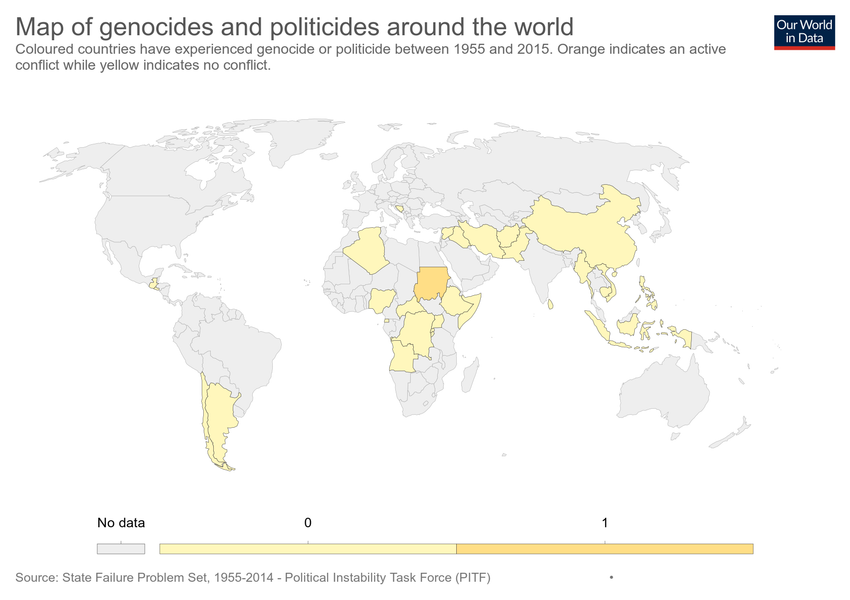 Map of genocides and politicides around the world
Our World
in Data
Coloured countries have experienced genocide or politicide between 1955 and 2015. Orange indicates an active
conflict while yellow indicates no conflict.
No data
0
1
Source: State Failure Problem Set, 1955-2014 - Political Instability Task Force (PITF)
•